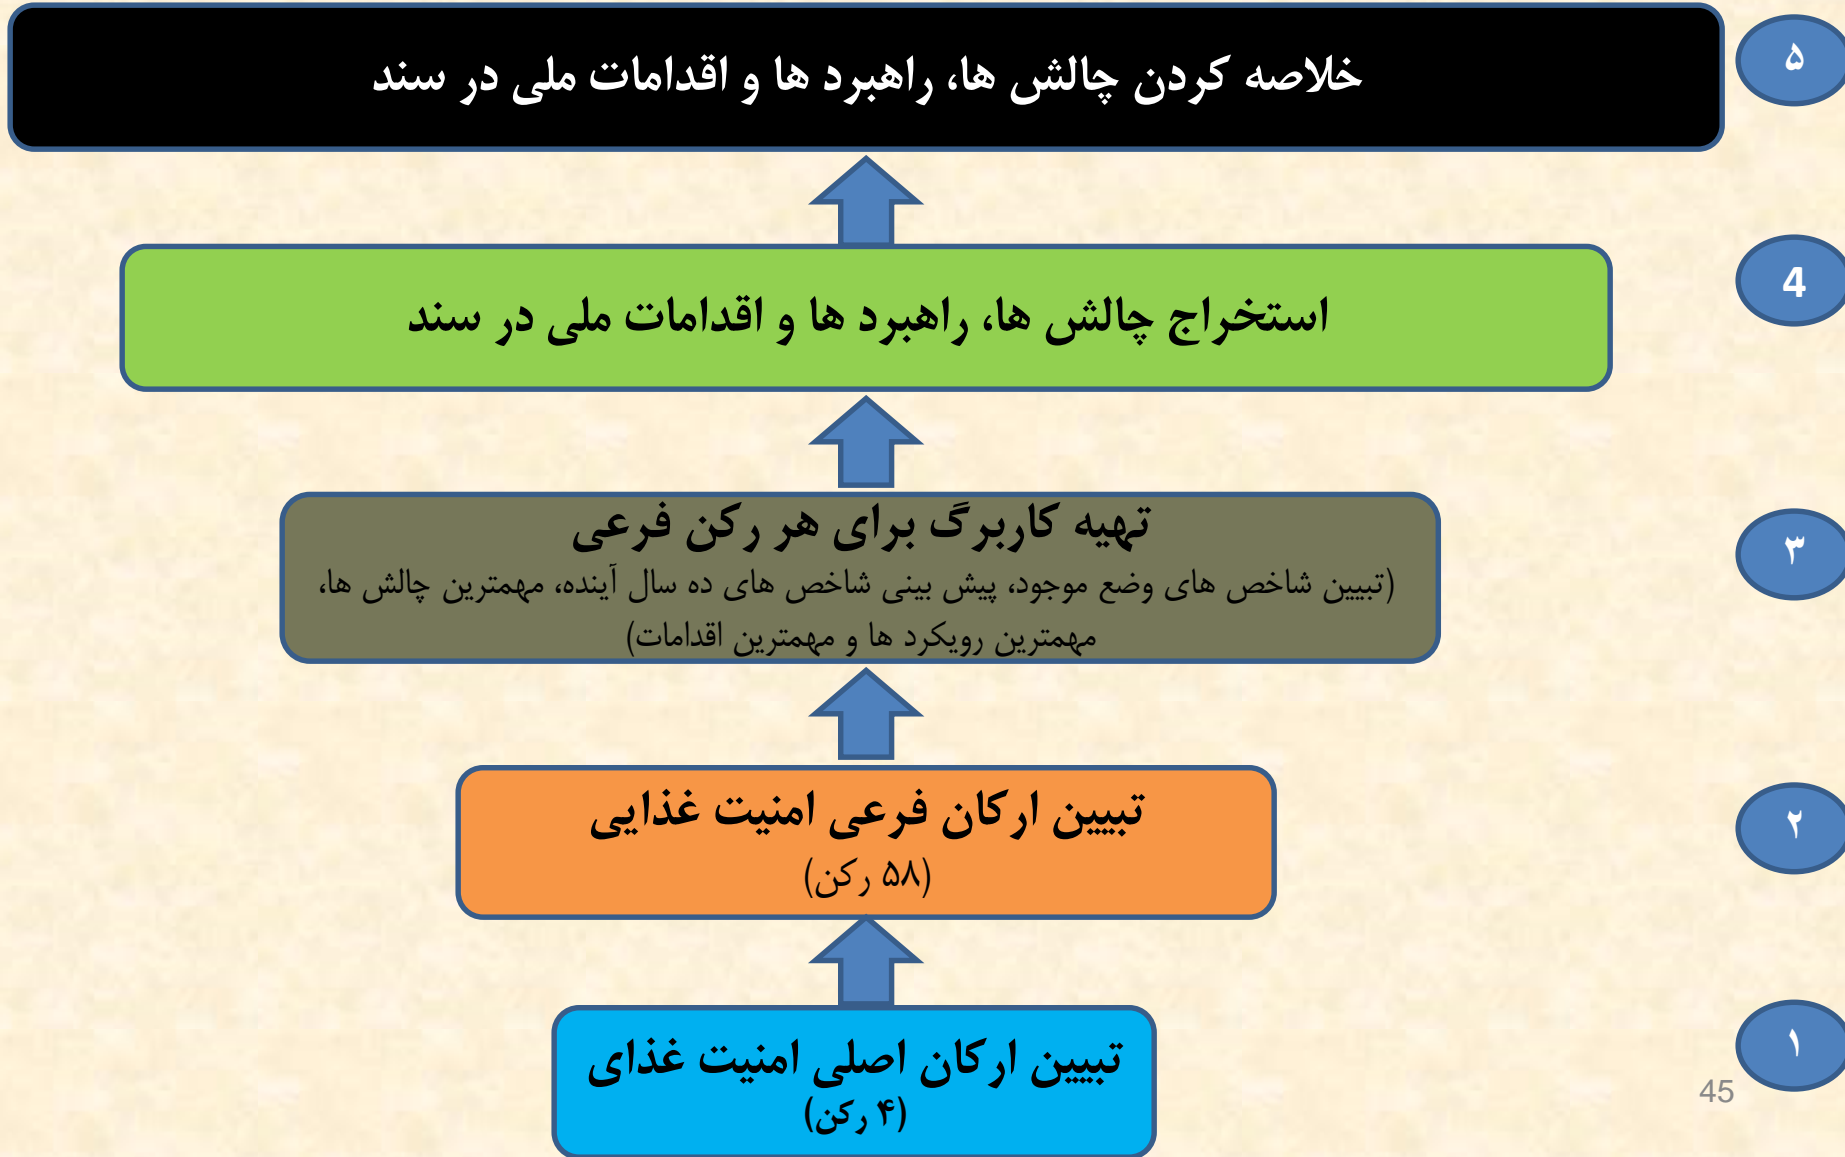 خلاصه کردن چالش ها، راهبرد ها و اقدامات ملی در سند
۵
استخراج چالش ها، راهبرد ها و اقدامات ملی در سند
4
تهیه کاربرگ برای هر رکن فرعی
(تبیین شاخص های وضع موجود، پیش بینی شاخص های ده سال آینده، مهمترین چالش ها،
مهمترین رویکرد ها و مهمترین اقدامات)
۳
تبیین ارکان فرعی امنیت غذایی
(۵۸ رکن)
۲
تبیین ارکان اصلی امنیت غذای
(۴ رکن)
۱
45